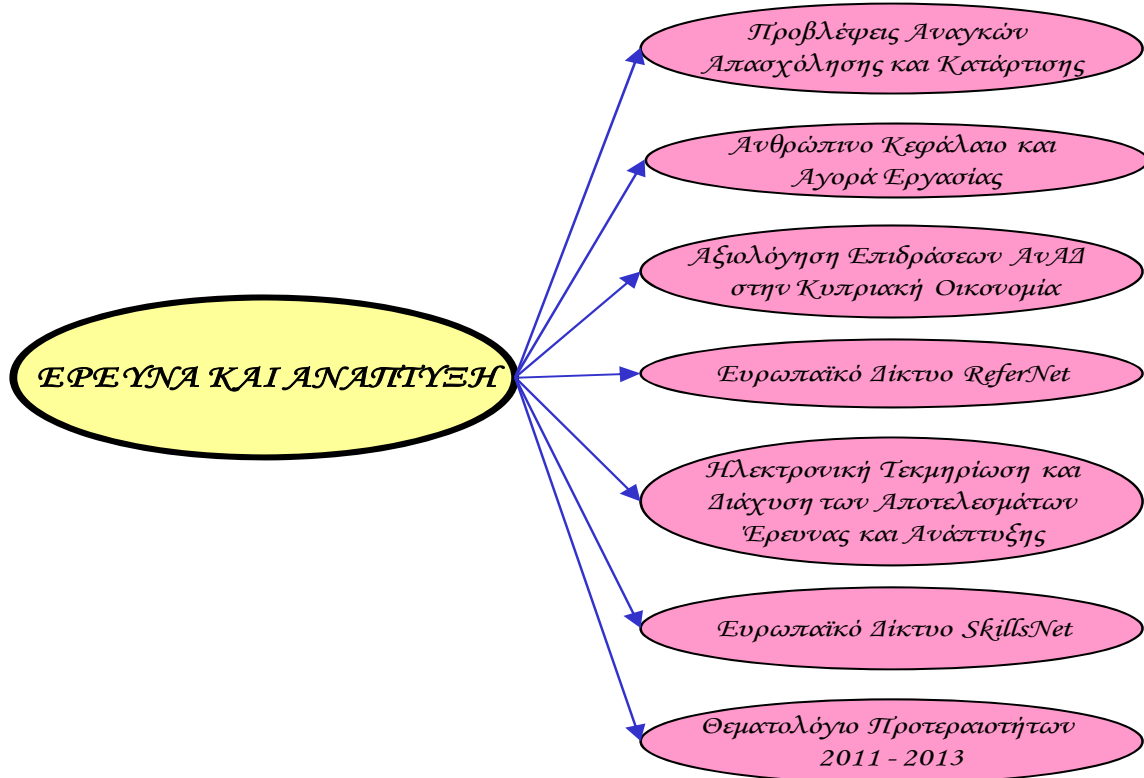 Προβλέψεις Αναγκών
Απασχόλησης και Κατάρτισης
Ανθρώπινο Κεφάλαιο και
Αγορά Εργασίας
Αξιολόγηση Επιδράσεων ΑνΑΔ
στην Κυπριακή Οικονομία
ΕΡΕΥΝΑ ΚΑΙ ΑΝΑΠΤΥΞΗ
Ευρωπαϊκό Δίκτυο ReferNet
Ηλεκτρονική Τεκμηρίωση και
Διάχυση των Αποτελεσμάτων
Έρευνας και Ανάπτυξης
Ευρωπαϊκό Δίκτυο SkillsNet
Θεματολόγιο Προτεραιοτήτων
2011 - 2013